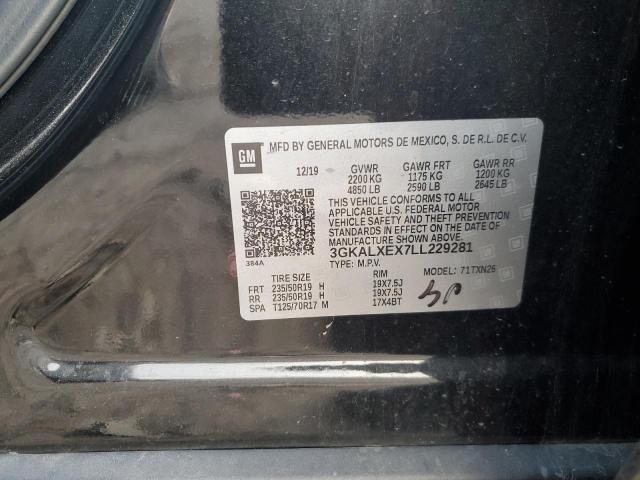 GM
MFD BY GENERAL MOTORS DE MEXICO, S. DE R.L. DE C.V.
12/19 GVWR GAWR FRT GAWR RR
2200 KG 1175 KG 1200 KG
4850 LB 2590 LB 2645 LB
THIS VEHICLE CONFORMS TO ALL
APPLICABLE U.S. FEDERAL MOTOR
VEHICLE SAFETY AND THEFT PREVENTION
STANDARDS IN EFFECT ON THE DATE OF
MANUFACTURE SHOWN ABOVE.
3GKALXEX7LL229281
384A
TYPE: M.P.V. MODEL: 71TXN26
TIRE SIZE RIM
FRT 235/50R19 H 19X7.5J
RR 235/50R19 H 19X7.5J
SPA T125/70R17 M 17X4BT